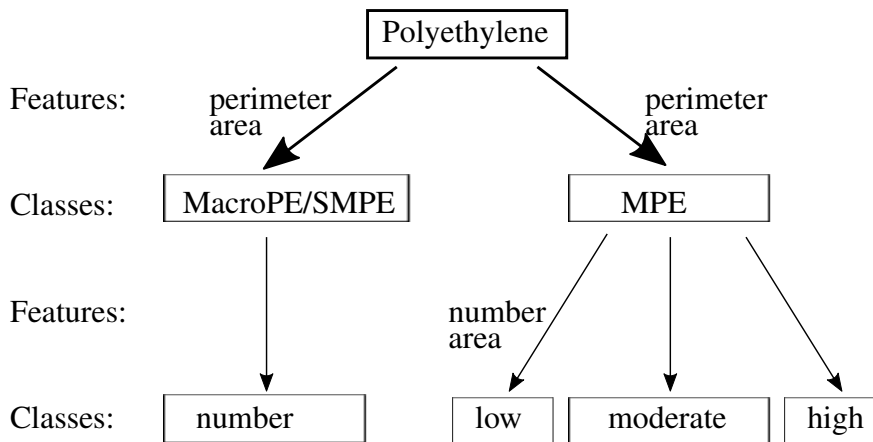 Polyethylene
Features:
perimeter
area
perimeter
area
Classes:
MacroPE/SMPE
MPE
Features:
number
area
Classes:
number
low
moderate
high